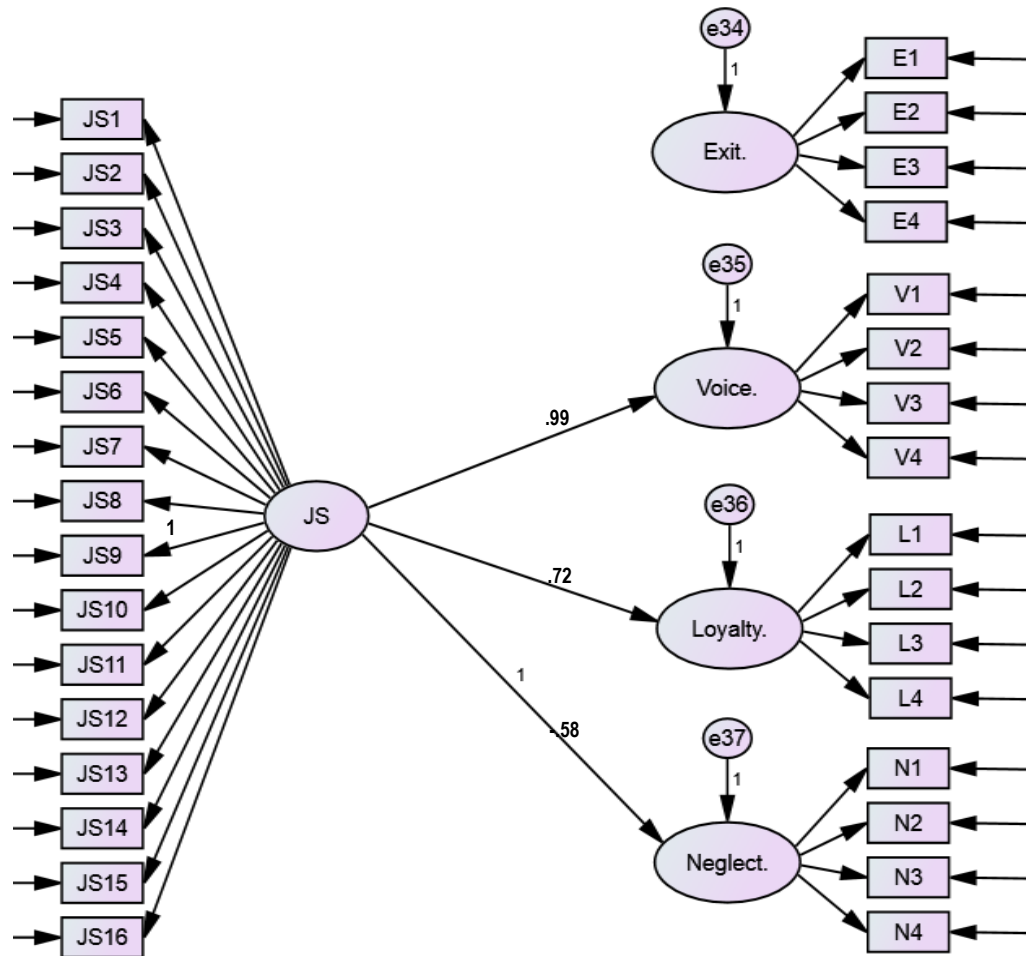 e34
1
E1
E2
Exit.
E3
E4
JS1
JS2
JS3
JS4
JS5
JS6
JS7
JS8
JS9
JS10
JS11
JS12
JS13
JS14
JS15
JS16
1
JS
.99
.72
1
-.58
e35
1
Voice.
V1
V2
V3
V4
e36
1
Loyalty.
L1
L2
L3
L4
e37
1
Neglect.
N1
N2
N3
N4